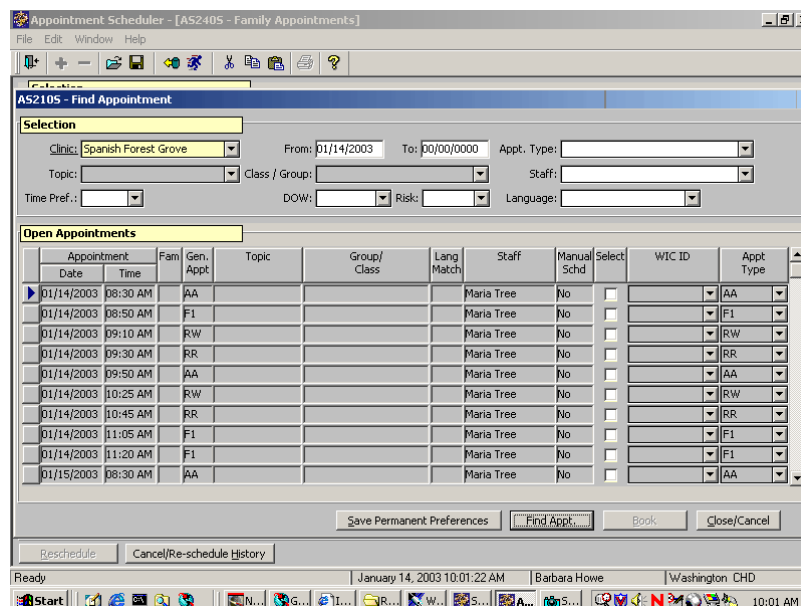 Appointment Scheduler - [AS240S - Family Appointments]
File Edit Window Help
Selection
AS210S - Find Appointment
Selection
Clinic: Spanish Forest Grove From: 01/14/2003 To: 00/00/0000 Appt. Type:
Topic: Class / Group: Staff:
Time Pref.: DOW: Risk: Language:
Open Appointments
Appointment Fam Gen. Appt Topic Group/ Class Lang Match Staff Manual Schd Select WIC ID Appt Type
Date Time
01/14/2003 08:30 AM AA Maria Tree No AA
01/14/2003 08:50 AM F1 Maria Tree No F1
01/14/2003 09:10 AM RW Maria Tree No RW
01/14/2003 09:30 AM RR Maria Tree No RR
01/14/2003 09:50 AM AA Maria Tree No AA
01/14/2003 10:25 AM RW Maria Tree No RW
01/14/2003 10:45 AM RR Maria Tree No RR
01/14/2003 11:05 AM F1 Maria Tree No F1
01/14/2003 11:20 AM F1 Maria Tree No F1
01/15/2003 08:30 AM AA Maria Tree No AA
Save Permanent Preferences Find Appt. Book Close/Cancel
Reschedule Cancel/Re-schedule History
Ready January 14, 2003 10:01:22 AM Barbara Howe Washington CHD
Start N... G... I... R... W... S... A... S... 10:01 AM